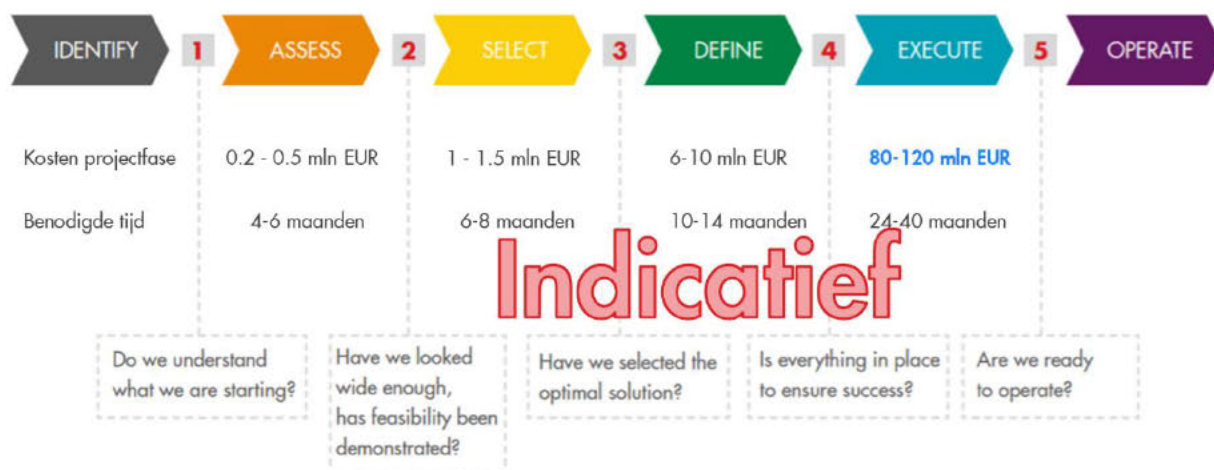 IDENTIFY 1 ASSESS 2 SELECT 3 DEFINE 4 EXECUTE 5 OPERATE
Kosten projectfase 0.2 - 0.5 mln EUR 1 - 1.5 mln EUR 6-10 mln EUR 80-120 mln EUR
Benodigde tijd 4-6 maanden 6-8 maanden 10-14 maanden 24-40 maanden
Indicatief
Do we understand
what we are starting?
Have we looked
wide enough,
has feasibility been
demonstrated?
Have we selected the
optimal solution?
Is everything in place
to ensure success?
Are we ready
to operate?